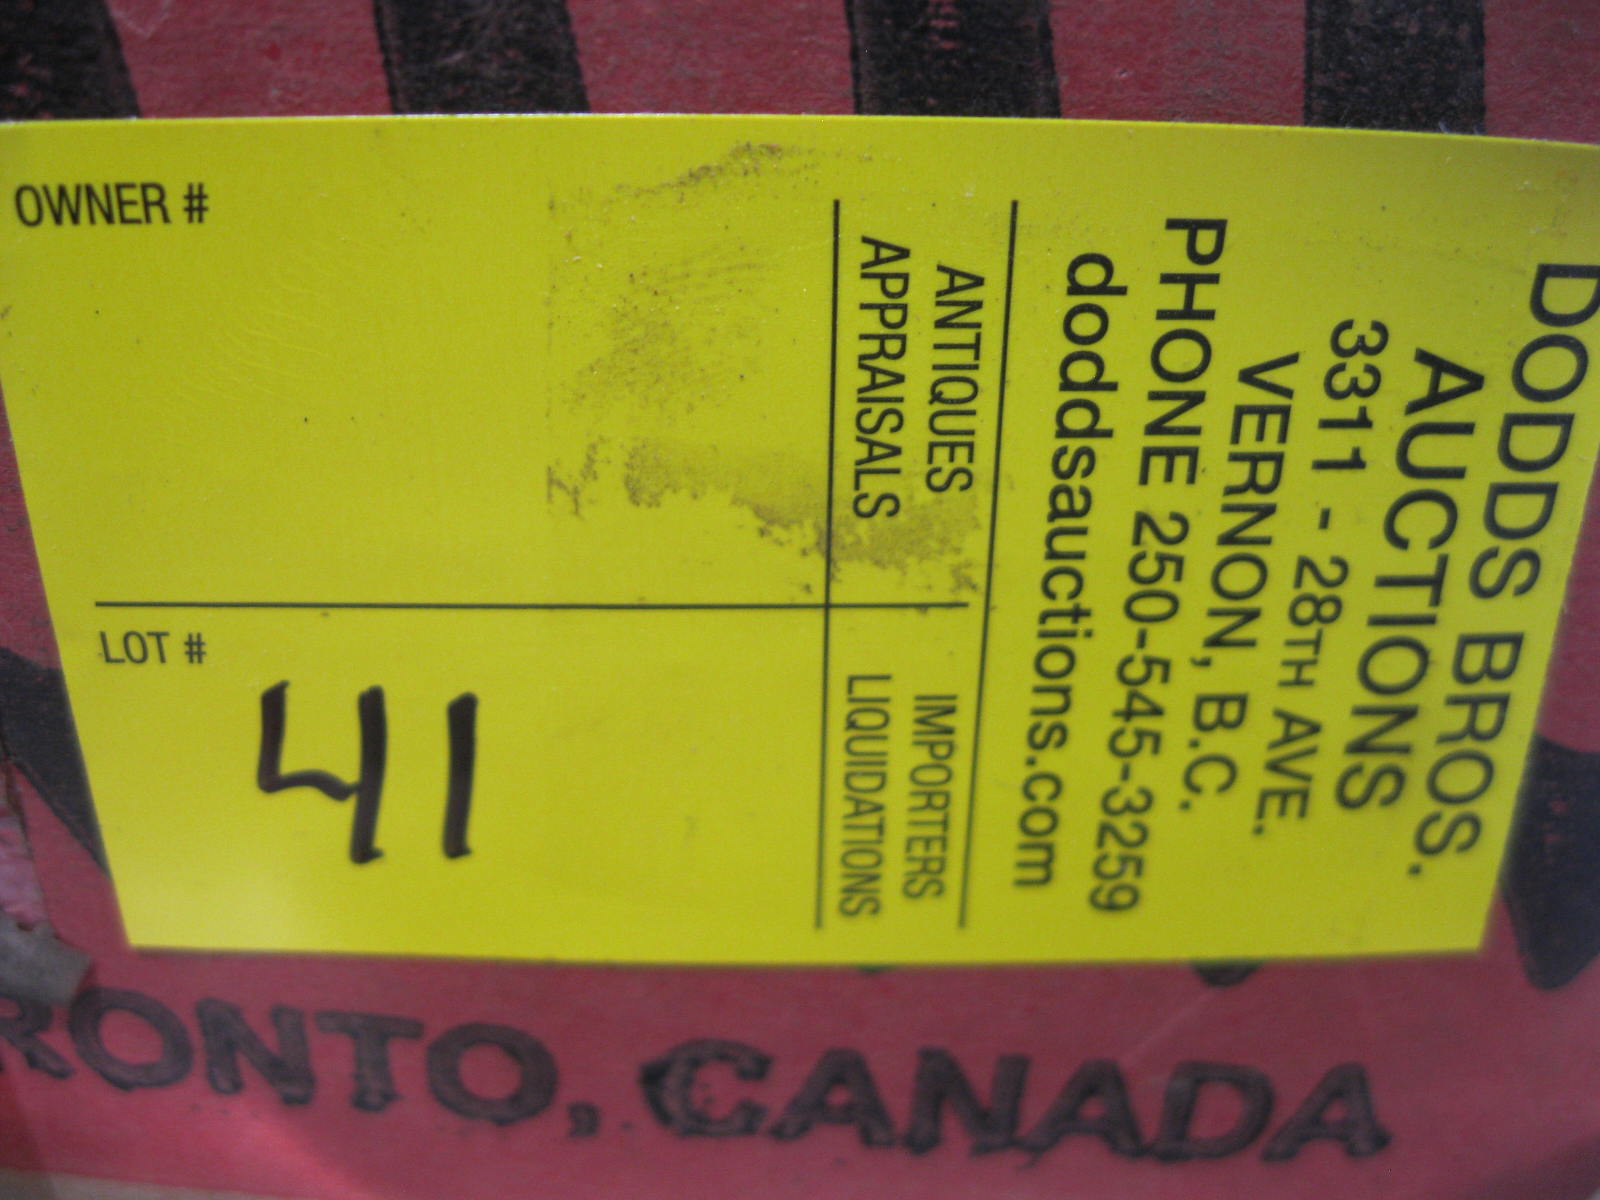 DODDS BROS.
AUCTIONS
3311 - 28TH AVE.
VERNON, B.C.
PHONE 250-545-3259
doddsauctions.com
ANTIQUES IMPORTERS
APPRAISALS LIQUIDATIONS
OWNER #
LOT #
41
RONTO, CANADA